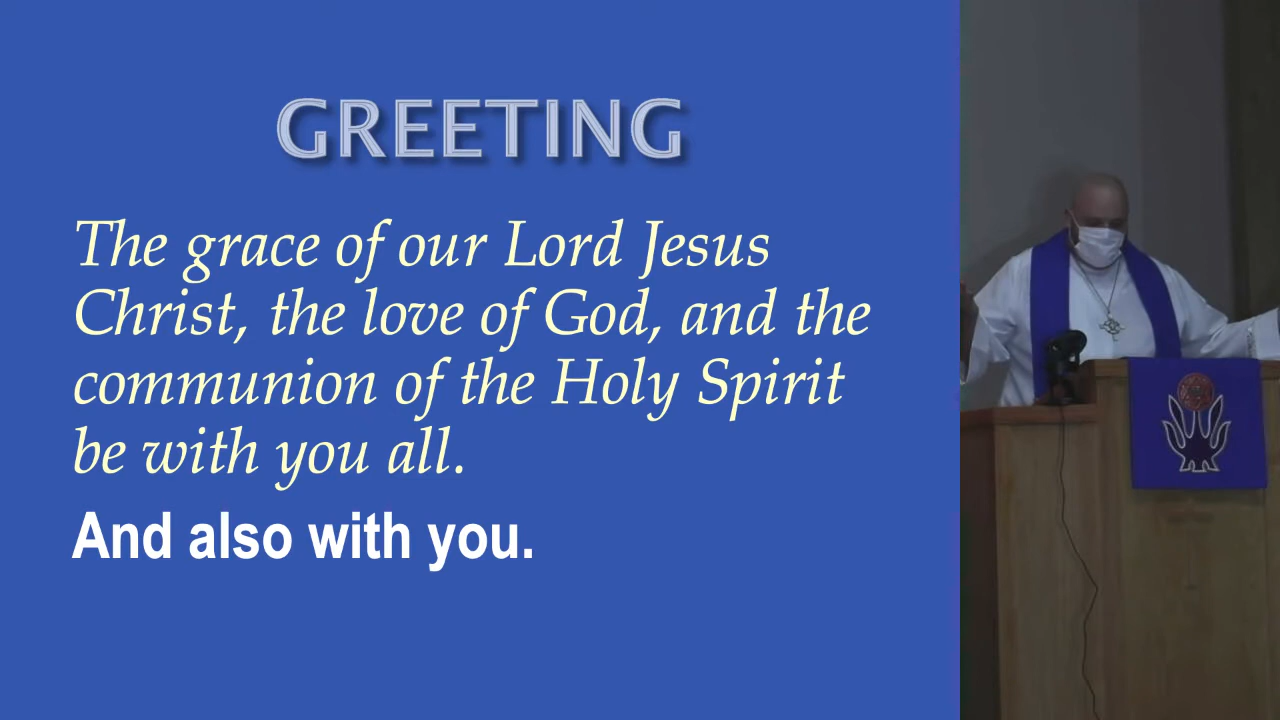 GREETING
The grace of our Lord Jesus
Christ, the love of God, and the
communion of the Holy Spirit
be with you all.
And also with you.